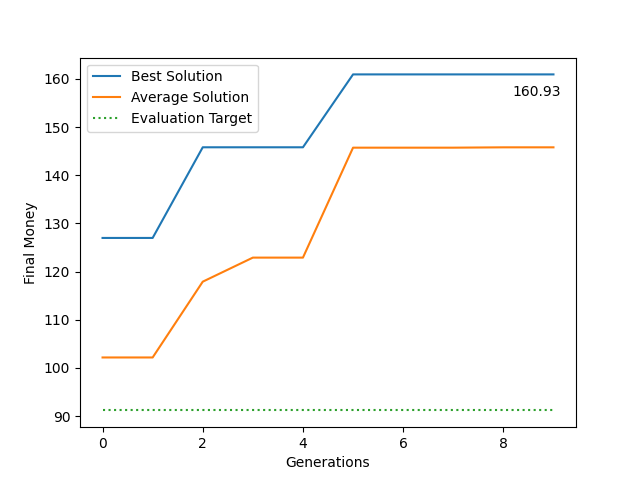 Best Solution
Average Solution
Evaluation Target
160.93
160
150
140
130
120
110
100
90
Final Money
0 2 4 6 8
Generations